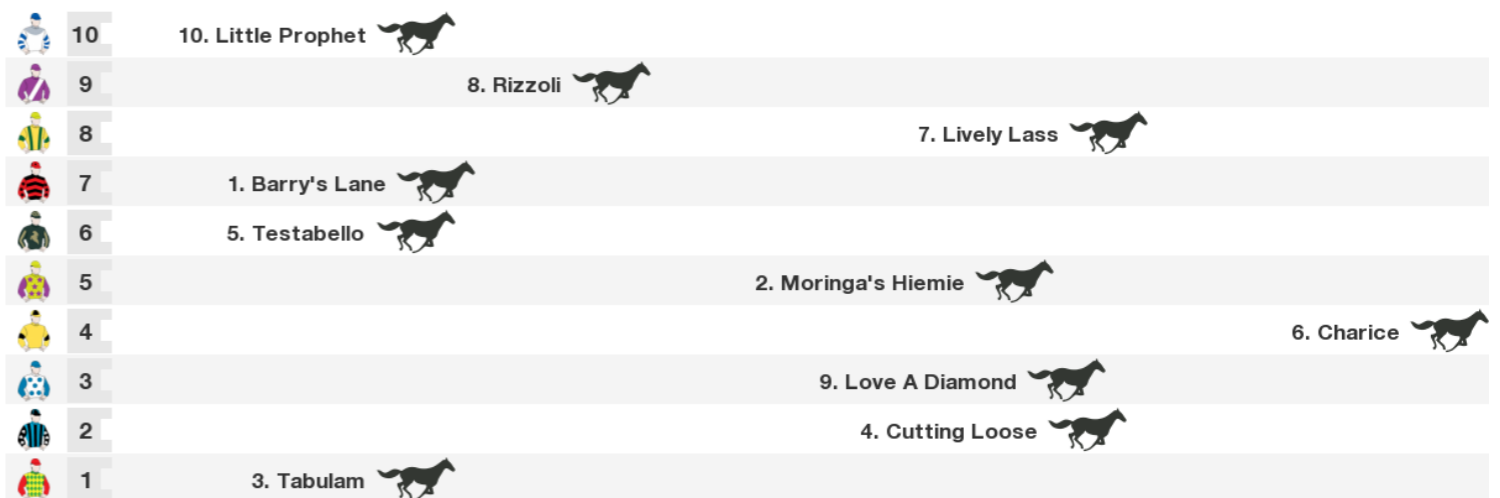 10 10. Little Prophet
9 8. Rizzoli
8 7. Lively Lass
7 1. Barry's Lane
6 5. Testabello
5 2. Moringa's Hiemie
4 6. Charice
3 9. Love A Diamond
2 4. Cutting Loose
1 3. Tabulam